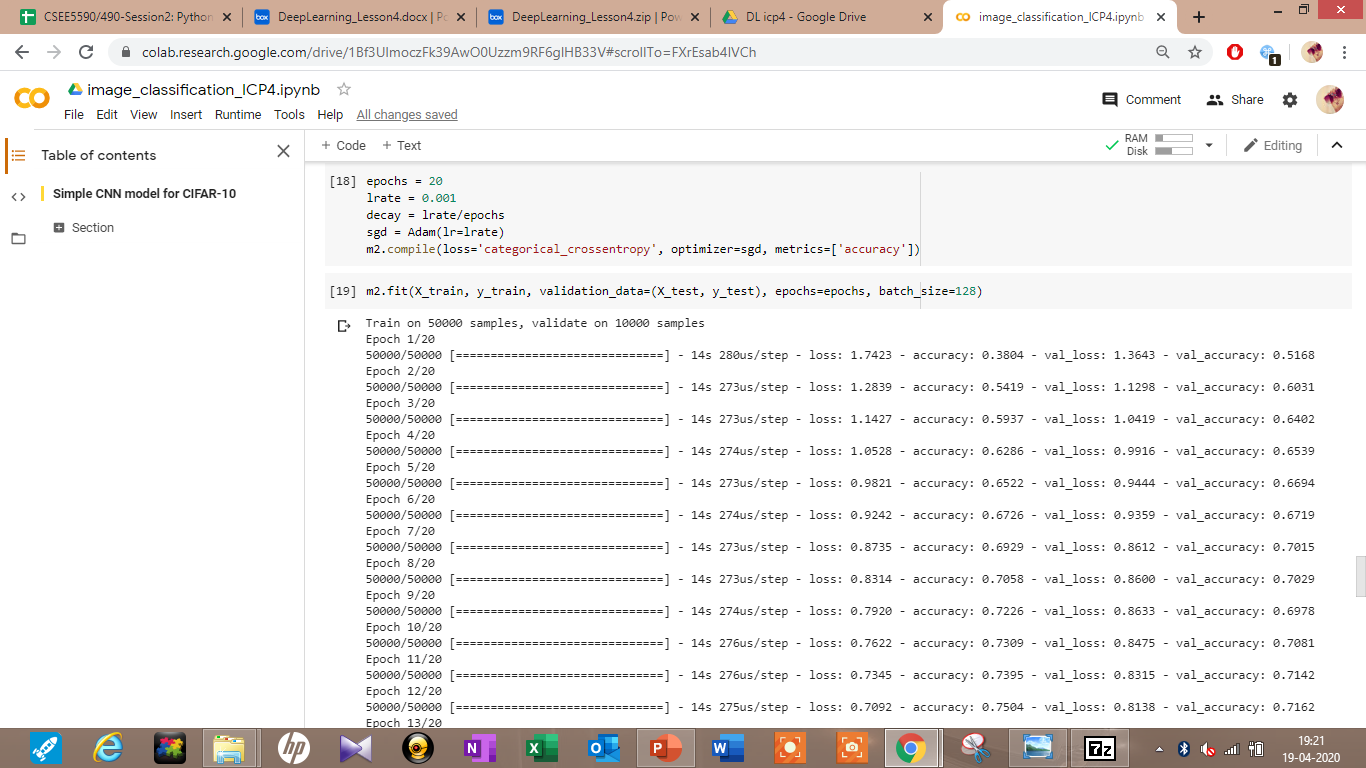 CSEE5590/490-Session2: Python
DeepLearning_Lesson4.docx | Po
DeepLearning_Lesson4.zip | Pow
DL icp4 - Google Drive
image_classification_ICP4.ipynb
colab.research.google.com/drive/1Bf3UImoczFk39AwO0Uzzm9RF6glHB33V#scrollTo=FXrEsab4IVCh
1
image_classification_ICP4.ipynb
File Edit View Insert Runtime Tools Help All changes saved
Comment
Share
Table of contents
Simple CNN model for CIFAR-10
Section
+ Code + Text
RAM
Disk
Editing
[18] epochs = 20
lrate = 0.001
decay = lrate/epochs
sgd = Adam(lr=lrate)
m2.compile(loss='categorical_crossentropy', optimizer=sgd, metrics=['accuracy'])
[19] m2.fit(X_train, y_train, validation_data=(X_test, y_test), epochs=epochs, batch_size=128)
Train on 50000 samples, validate on 10000 samples
Epoch 1/20
50000/50000 [==============================] - 14s 280us/step - loss: 1.7423 - accuracy: 0.3804 - val_loss: 1.3643 - val_accuracy: 0.5168
Epoch 2/20
50000/50000 [==============================] - 14s 273us/step - loss: 1.2839 - accuracy: 0.5419 - val_loss: 1.1298 - val_accuracy: 0.6031
Epoch 3/20
50000/50000 [==============================] - 14s 273us/step - loss: 1.1427 - accuracy: 0.5937 - val_loss: 1.0419 - val_accuracy: 0.6402
Epoch 4/20
50000/50000 [==============================] - 14s 274us/step - loss: 1.0528 - accuracy: 0.6286 - val_loss: 0.9916 - val_accuracy: 0.6539
Epoch 5/20
50000/50000 [==============================] - 14s 273us/step - loss: 0.9821 - accuracy: 0.6522 - val_loss: 0.9444 - val_accuracy: 0.6694
Epoch 6/20
50000/50000 [==============================] - 14s 274us/step - loss: 0.9242 - accuracy: 0.6726 - val_loss: 0.9359 - val_accuracy: 0.6719
Epoch 7/20
50000/50000 [==============================] - 14s 273us/step - loss: 0.8735 - accuracy: 0.6929 - val_loss: 0.8612 - val_accuracy: 0.7015
Epoch 8/20
50000/50000 [==============================] - 14s 273us/step - loss: 0.8314 - accuracy: 0.7058 - val_loss: 0.8600 - val_accuracy: 0.7029
Epoch 9/20
50000/50000 [==============================] - 14s 274us/step - loss: 0.7920 - accuracy: 0.7226 - val_loss: 0.8633 - val_accuracy: 0.6978
Epoch 10/20
50000/50000 [==============================] - 14s 276us/step - loss: 0.7622 - accuracy: 0.7309 - val_loss: 0.8475 - val_accuracy: 0.7081
Epoch 11/20
50000/50000 [==============================] - 14s 276us/step - loss: 0.7345 - accuracy: 0.7395 - val_loss: 0.8315 - val_accuracy: 0.7142
Epoch 12/20
50000/50000 [==============================] - 14s 275us/step - loss: 0.7092 - accuracy: 0.7504 - val_loss: 0.8138 - val_accuracy: 0.7162
Epoch 13/20
19:21
19-04-2020